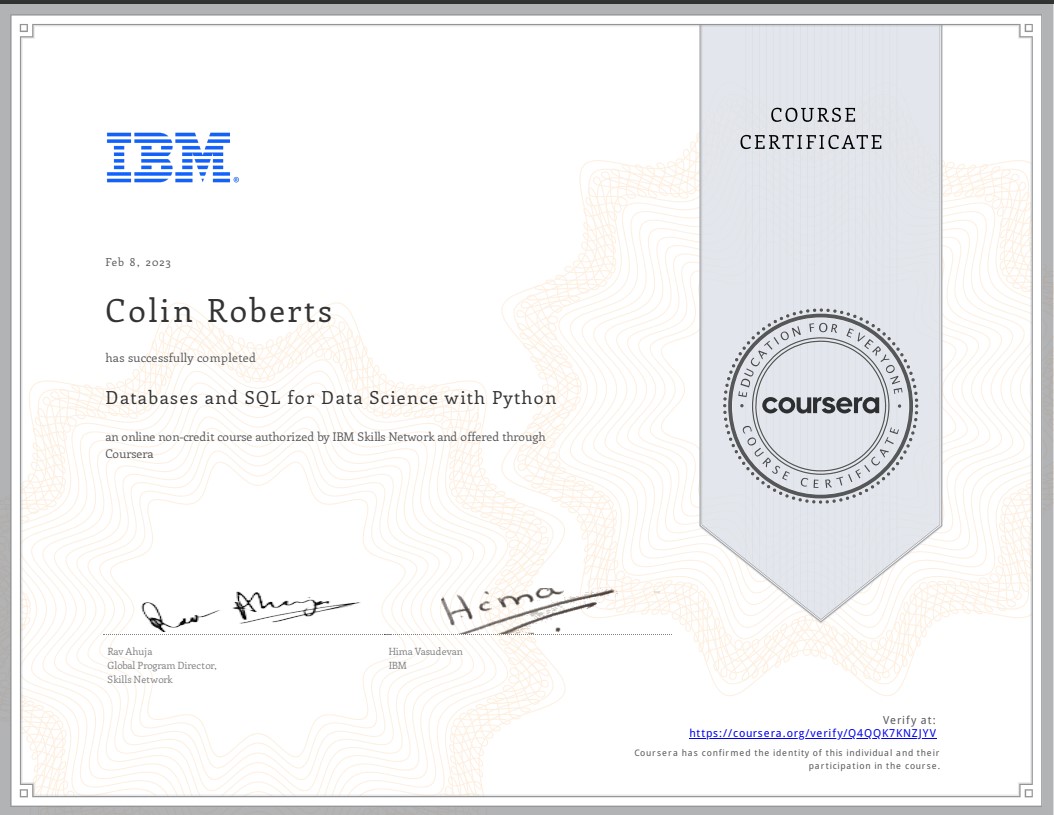 COURSE
CERTIFICATE
IBM®
Feb 8, 2023
Colin Roberts
has successfully completed
Databases and SQL for Data Science with Python
an online non-credit course authorized by IBM Skills Network and offered through
Coursera
EDUCATION FOR EVERYONE
coursera
COURSE CERTIFICATE
Rav Ahuja
Hima
Rav Ahuja
Global Program Director,
Skills Network
Hima Vasudevan
IBM
Verify at:
https://coursera.org/verify/Q4QQK7KNZJYV
Coursera has confirmed the identity of this individual and their
participation in the course.